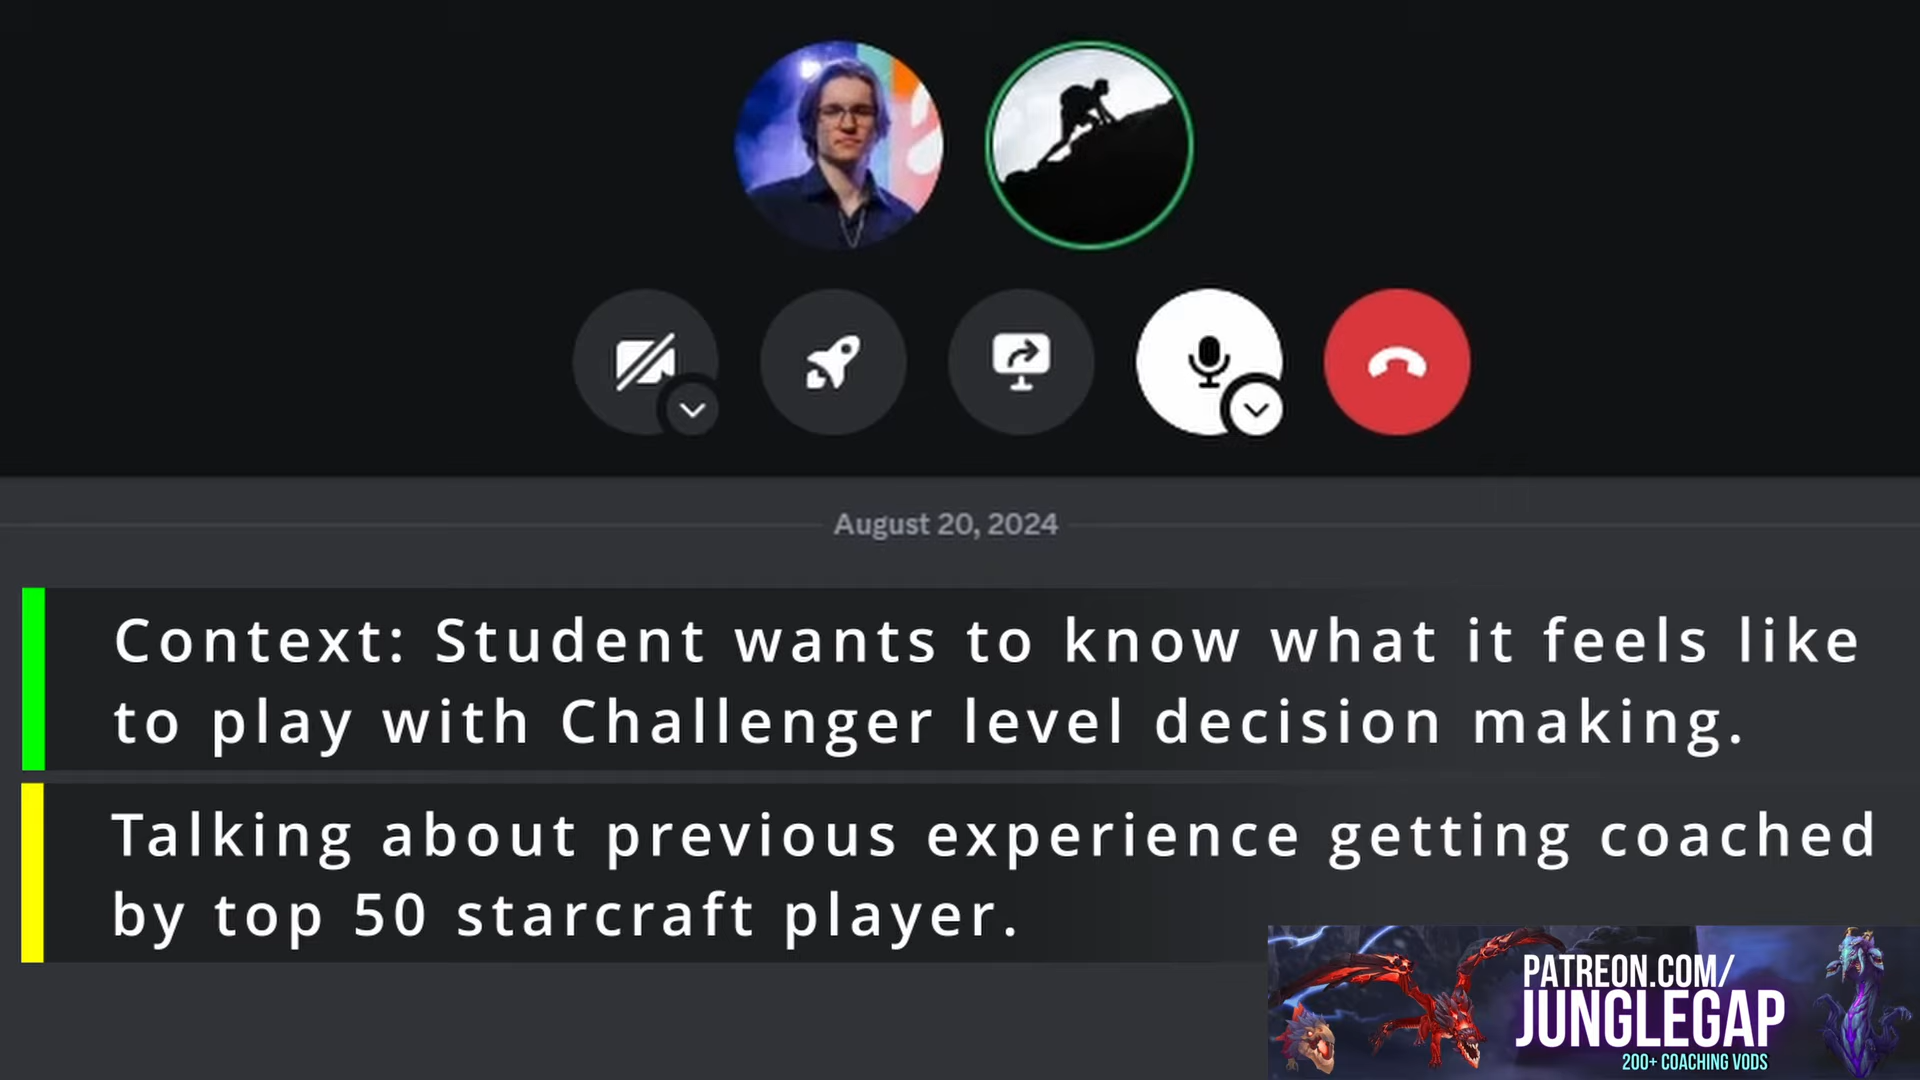 August 20, 2024
Context: Student wants to know what it feels like
to play with Challenger level decision making.
Talking about previous experience getting coached
by top 50 starcraft player.
PATREON.COM/
JUNGLEGAP
200+ COACHING VODS